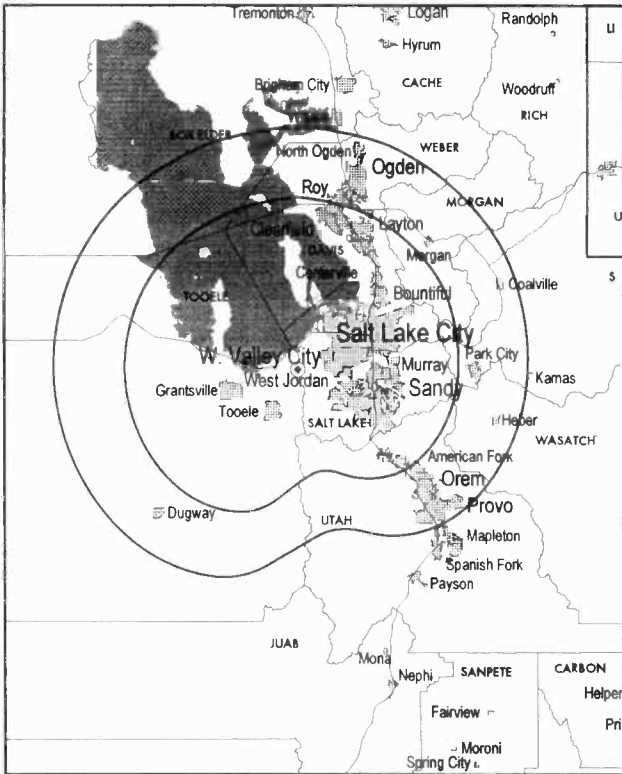 Tremonton
Logan
Randolph
LI
Hyrum
Brigham City
CACHE
Woodruff
RICH
BOX ELDER
WEBER
North Ogden
Ogden
Roy
MORGAN
Layton
U
Clearfield
DAVIS
Morgan
Centerville
S
Coalville
TOOELE
Bountiful
Salt Lake City
W. Valley City
Murray
Park City
West Jordan
Kamas
Grantsville
Sandy
Tooele
SALT LAKE
Heber
WASATCH
American Fork
Orem
Provo
Dugway
UTAH
Mapleton
Spanish Fork
Payson
JUAB
Mona
Nephi
SANPETE
CARBON
Helper
Fairview
Pri
Moroni
Spring City